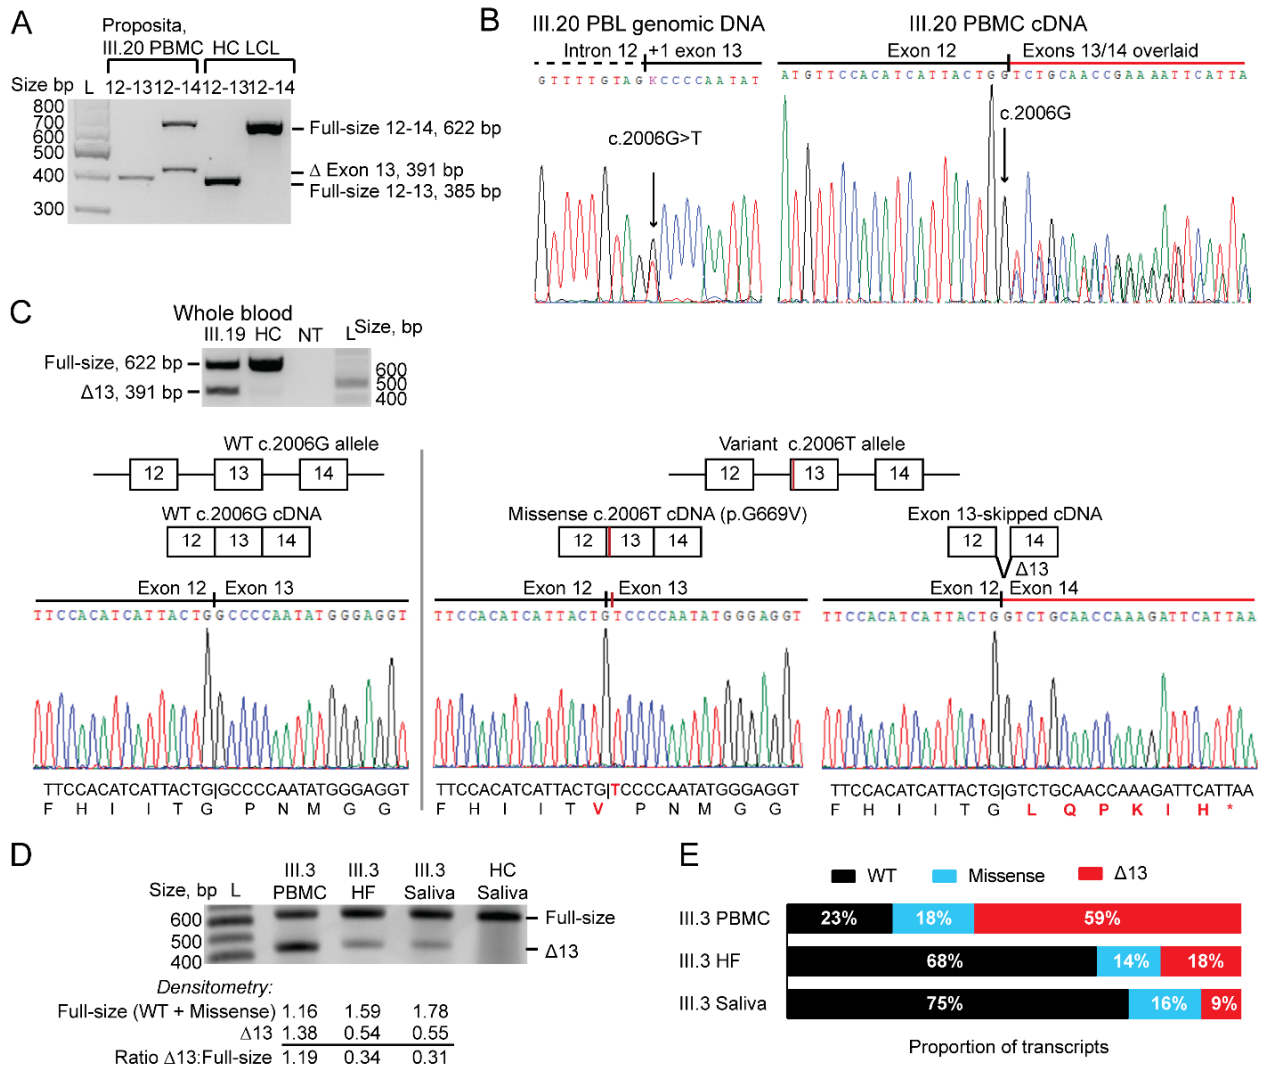 A
Proposita,
III.20 PBMC HC LCL
Size bp L 12-13 12-14 12-13 12-14
800
700
600
500
400
300
Full-size 12-14, 622 bp
Δ Exon 13, 391 bp
Full-size 12-13, 385 bp
B
III.20 PBL genomic DNA
Intron 12 +1 exon 13
GTTTTGTAGKCCCCAATAT
c.2006G>T
III.20 PBMC cDNA
Exon 12 Exons 13/14 overlaid
ATGTTCCACATCATTACTGGTCTGCAACCGAAAATTCATTA
c.2006G
C
Whole blood
III.19 HC NT L Size, bp
Full-size, 622 bp
Δ13, 391 bp
600
500
400
WT c.2006G allele
12 13 14
WT c.2006G cDNA
12 13 14
Exon 12 Exon 13
TTCCACATCATTACTGGCCCCAATATGGGAGGT
TTCCACATCATTACTG|GCCCCAATATGGGAGGT
F H I I T G P N M G G
Variant c.2006T allele
12 13 14
Missense c.2006T cDNA (p.G669V)
12 13 14
Exon 12 Exon 13
TTCCACATCATTACTGTCCCCAATATGGGAGGT
TTCCACATCATTACTG|TCCCCAATATGGGAGGT
F H I I T V P N M G G
Exon 13-skipped cDNA
12 14
Δ13
Exon 12 Exon 14
TTCCACATCATTACTGGTCTGCAACCAAAGATTCATTAA
TTCCACATCATTACTG|GTCTGCAACCAAAGATTCATTAA
F H I I T G L Q P K I H *
D
III.3 III.3 III.3 HC
Size, bp L PBMC HF Saliva Saliva
600
500
400
Full-size
Δ13
Densitometry:
Full-size (WT + Missense) 1.16 1.59 1.78
Δ13 1.38 0.54 0.55
Ratio Δ13:Full-size 1.19 0.34 0.31
E
WT Missense Δ13
III.3 PBMC 23% 18% 59%
III.3 HF 68% 14% 18%
III.3 Saliva 75% 16% 9%
Proportion of transcripts